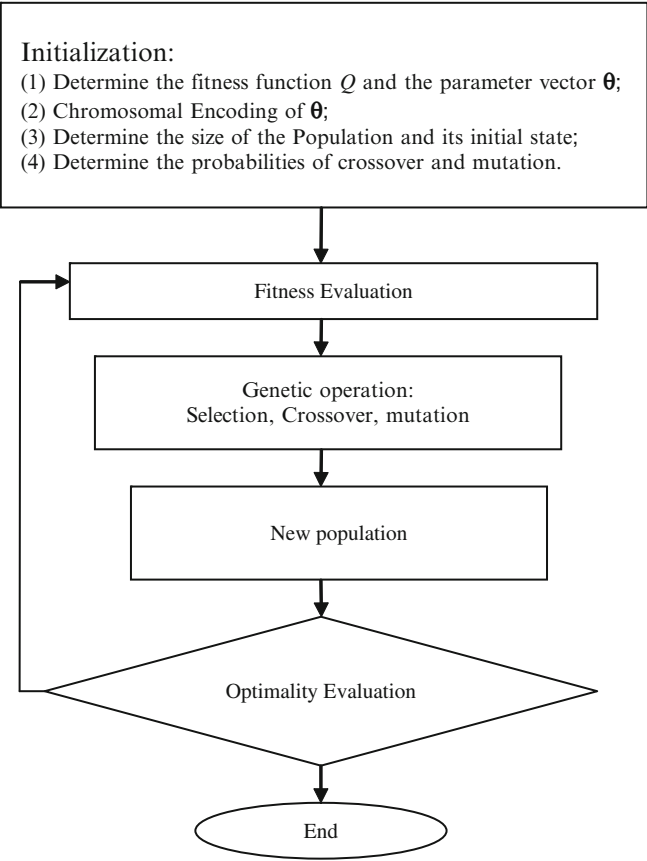 Initialization:
(1) Determine the fitness function Q and the parameter vector θ;
(2) Chromosomal Encoding of θ;
(3) Determine the size of the Population and its initial state;
(4) Determine the probabilities of crossover and mutation.
Fitness Evaluation
Genetic operation:
Selection, Crossover, mutation
New population
Optimality Evaluation
End